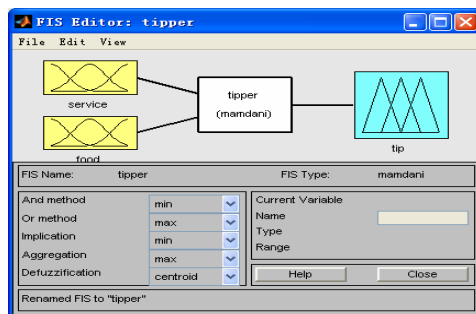 FIS Editor: tipper
File Edit View
service
food
tipper
(mamdani)
tip
FIS Name: tipper FIS Type: mamdani
And method min
Or method max
Implication min
Aggregation max
Defuzzification centroid
Current Variable
Name
Type
Range
Help Close
Renamed FIS to "tipper"